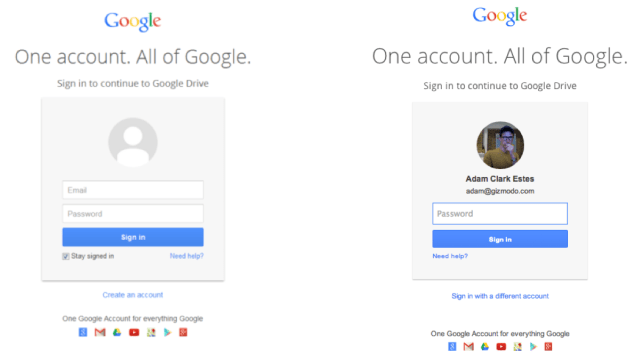 Google
One account. All of Google.
Sign in to continue to Google Drive
Email
Password
Sign in
Stay signed in
Need help?
Create an account
One Google Account for everything Google
Google
One account. All of Google.
Sign in to continue to Google Drive
Adam Clark Estes
adam@gizmodo.com
Password
Sign in
Need help?
Sign in with a different account
One Google Account for everything Google